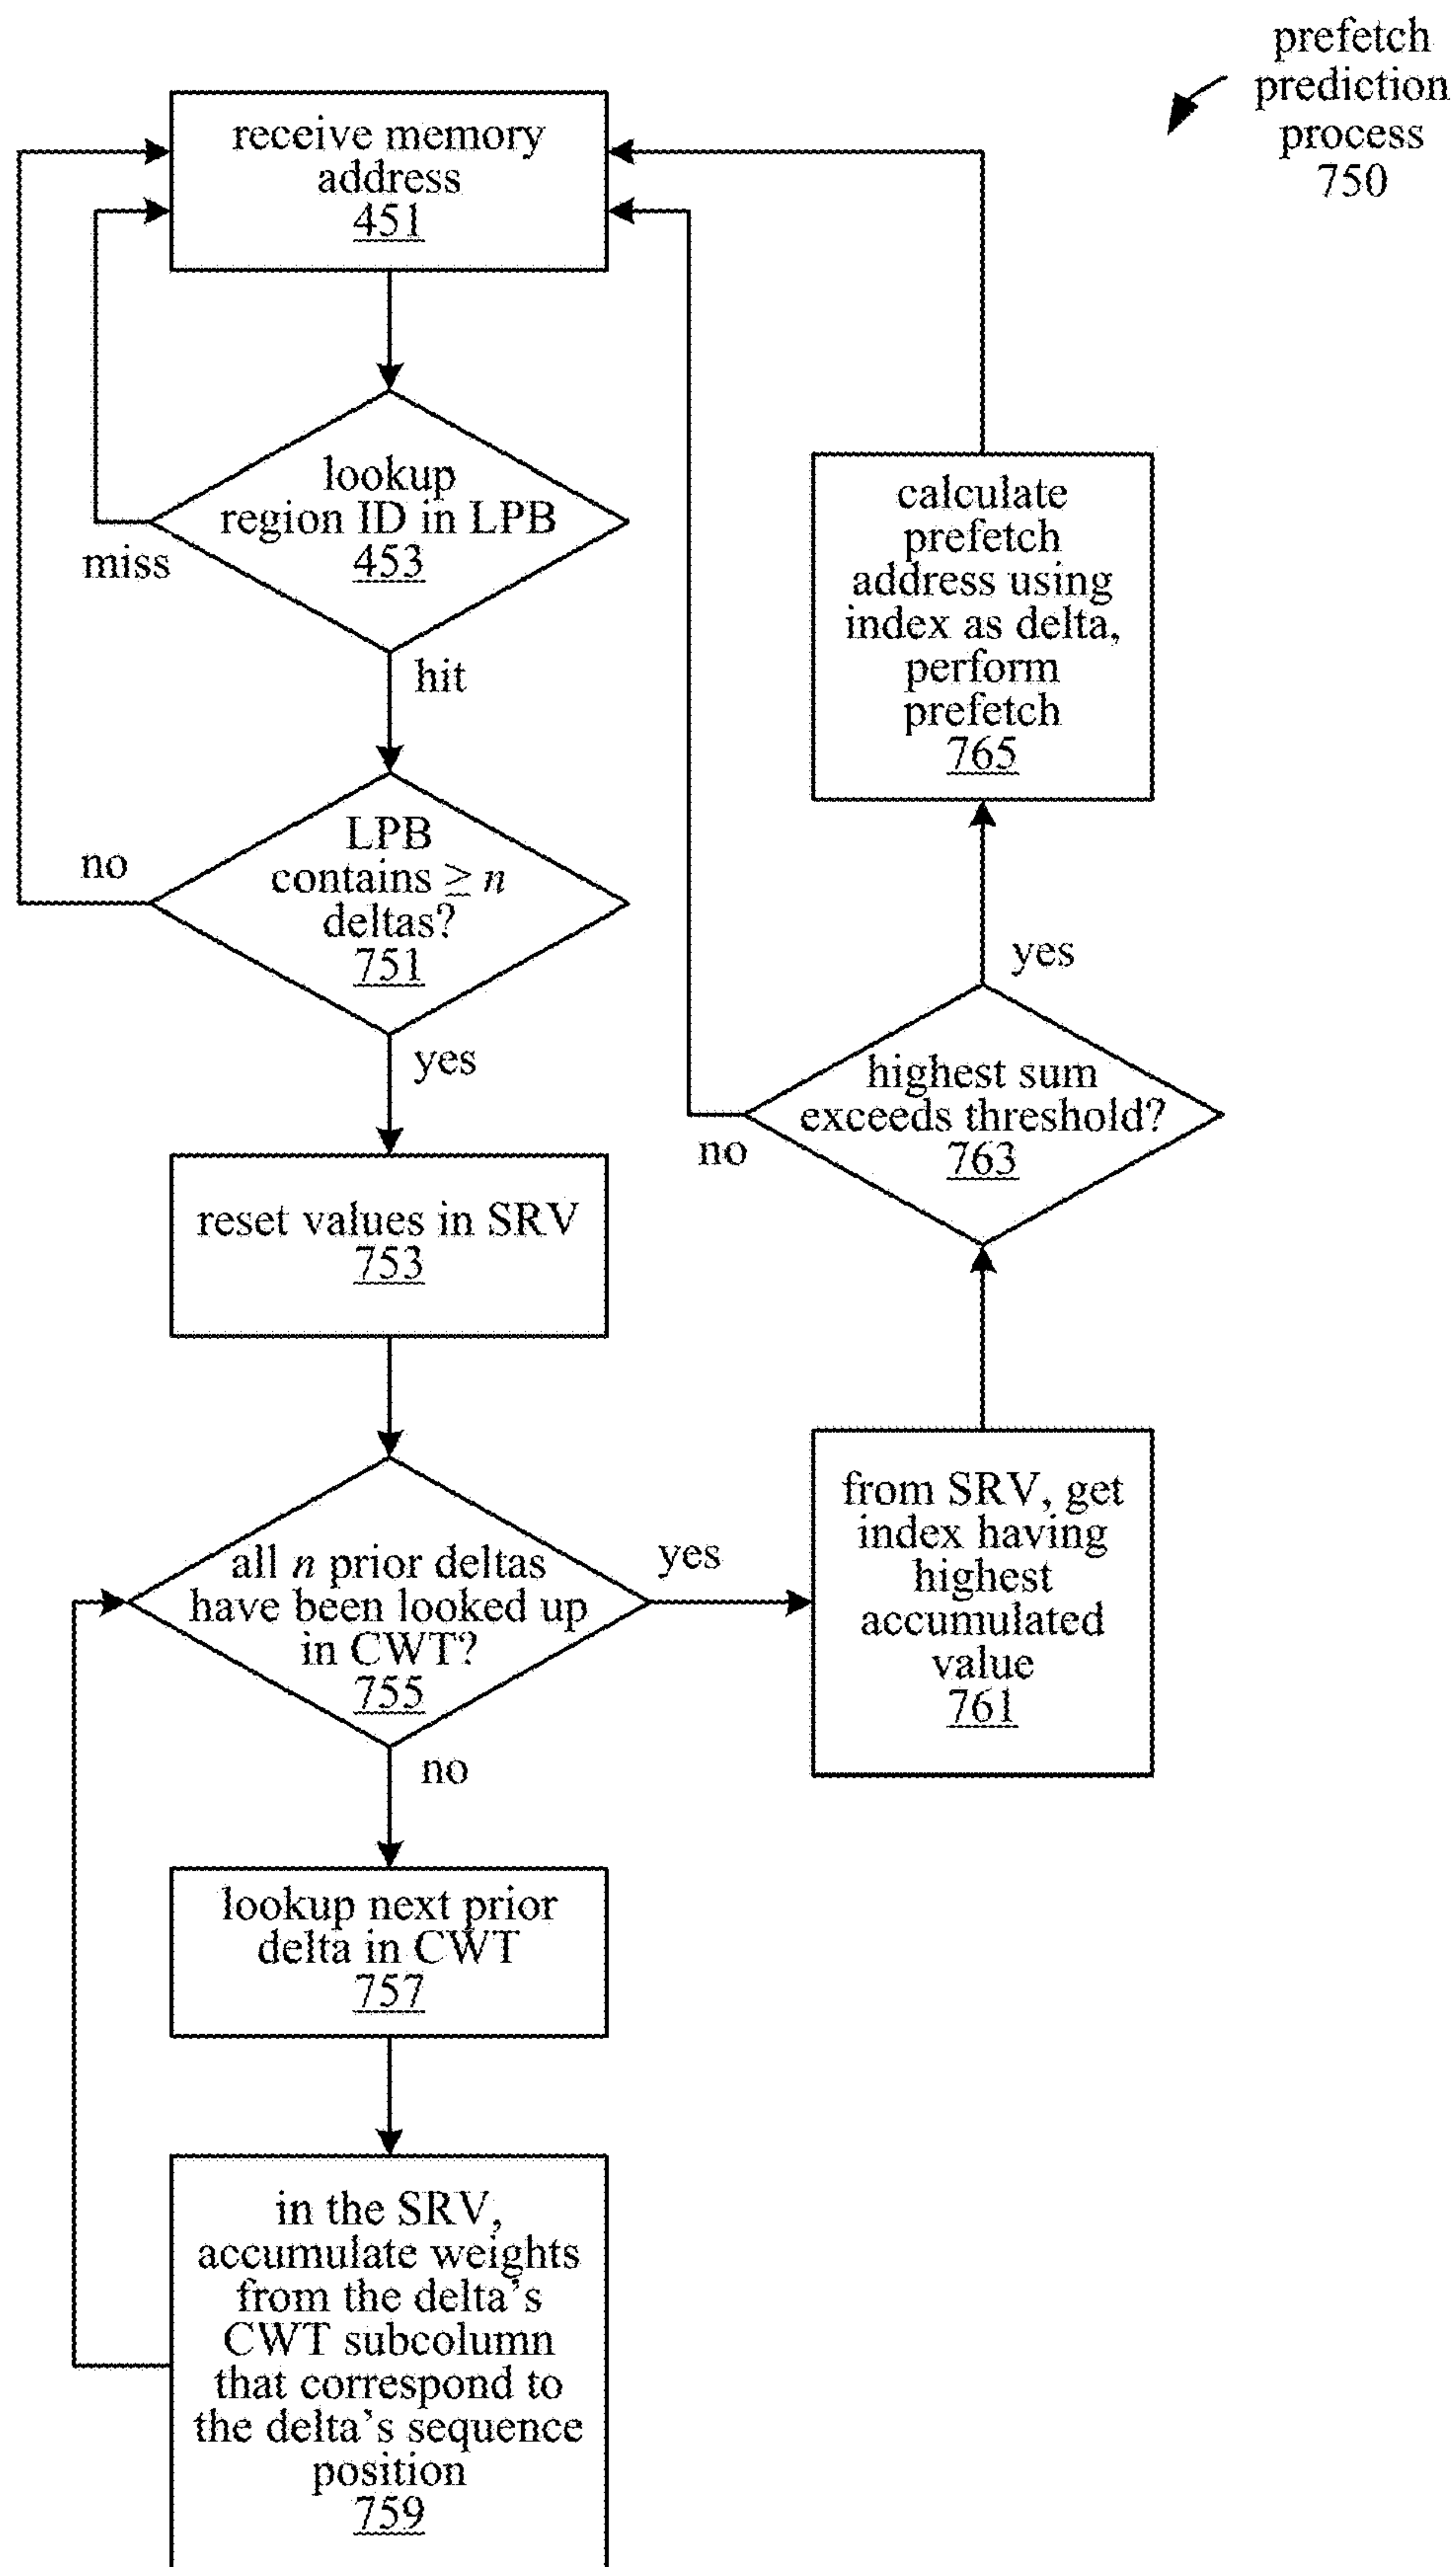 prefetch
prediction
process
750
receive memory
address
451
lookup
region ID in LPB
453
miss
hit
LPB
contains ≥ n
deltas?
751
no
yes
reset values in SRV
753
all n prior deltas
have been looked up
in CWT?
755
yes
no
lookup next prior
delta in CWT
757
in the SRV,
accumulate weights
from the delta's
CWT subcolumn
that correspond to
the delta's sequence
position
759
from SRV, get
index having
highest
accumulated
value
761
highest sum
exceeds threshold?
763
no
yes
calculate
prefetch
address using
index as delta,
perform
prefetch
765